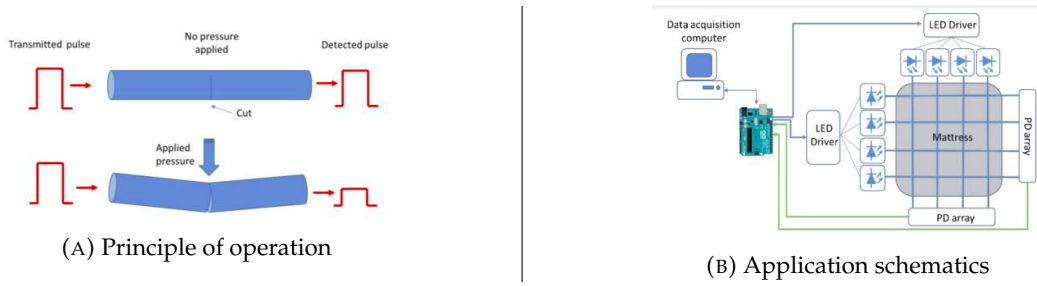 Transmitted pulse
No pressure
applied
Detected pulse
Cut
Applied
pressure
(A) Principle of operation
Data acquisition
computer
LED Driver
LED
Driver
Mattress
PD array
PD array
(B) Application schematics